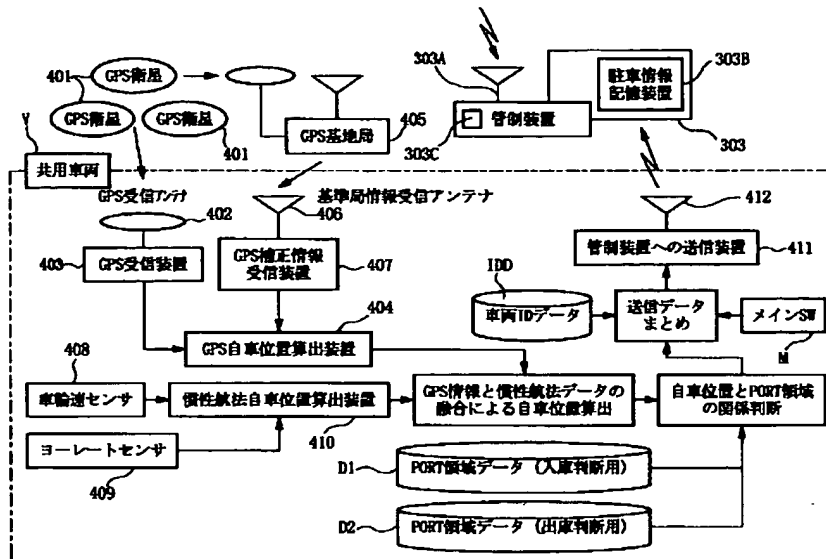 303A
駐車情報
記憶装置
303B
401
GPS衛星
GPS衛星
GPS衛星
401
GPS基地局
405
管制装置
303C
303
V
共用車両
GPS受信アンテナ
402
基準局情報受信アンテナ
406
412
403
GPS受信装置
GPS補正情報
受信装置
407
管制装置への送信装置
411
IDD
車両IDデータ
送信データ
まとめ
メインSW
M
404
GPS自車位置算出装置
408
車輪速センサ
慣性航法自車位置算出装置
410
GPS情報と慣性航法データの
融合による自車位置算出
自車位置とPORT領域
の関係判断
ヨーレートセンサ
409
D1
PORT領域データ（入庫判断用）
D2
PORT領域データ（出庫判断用）